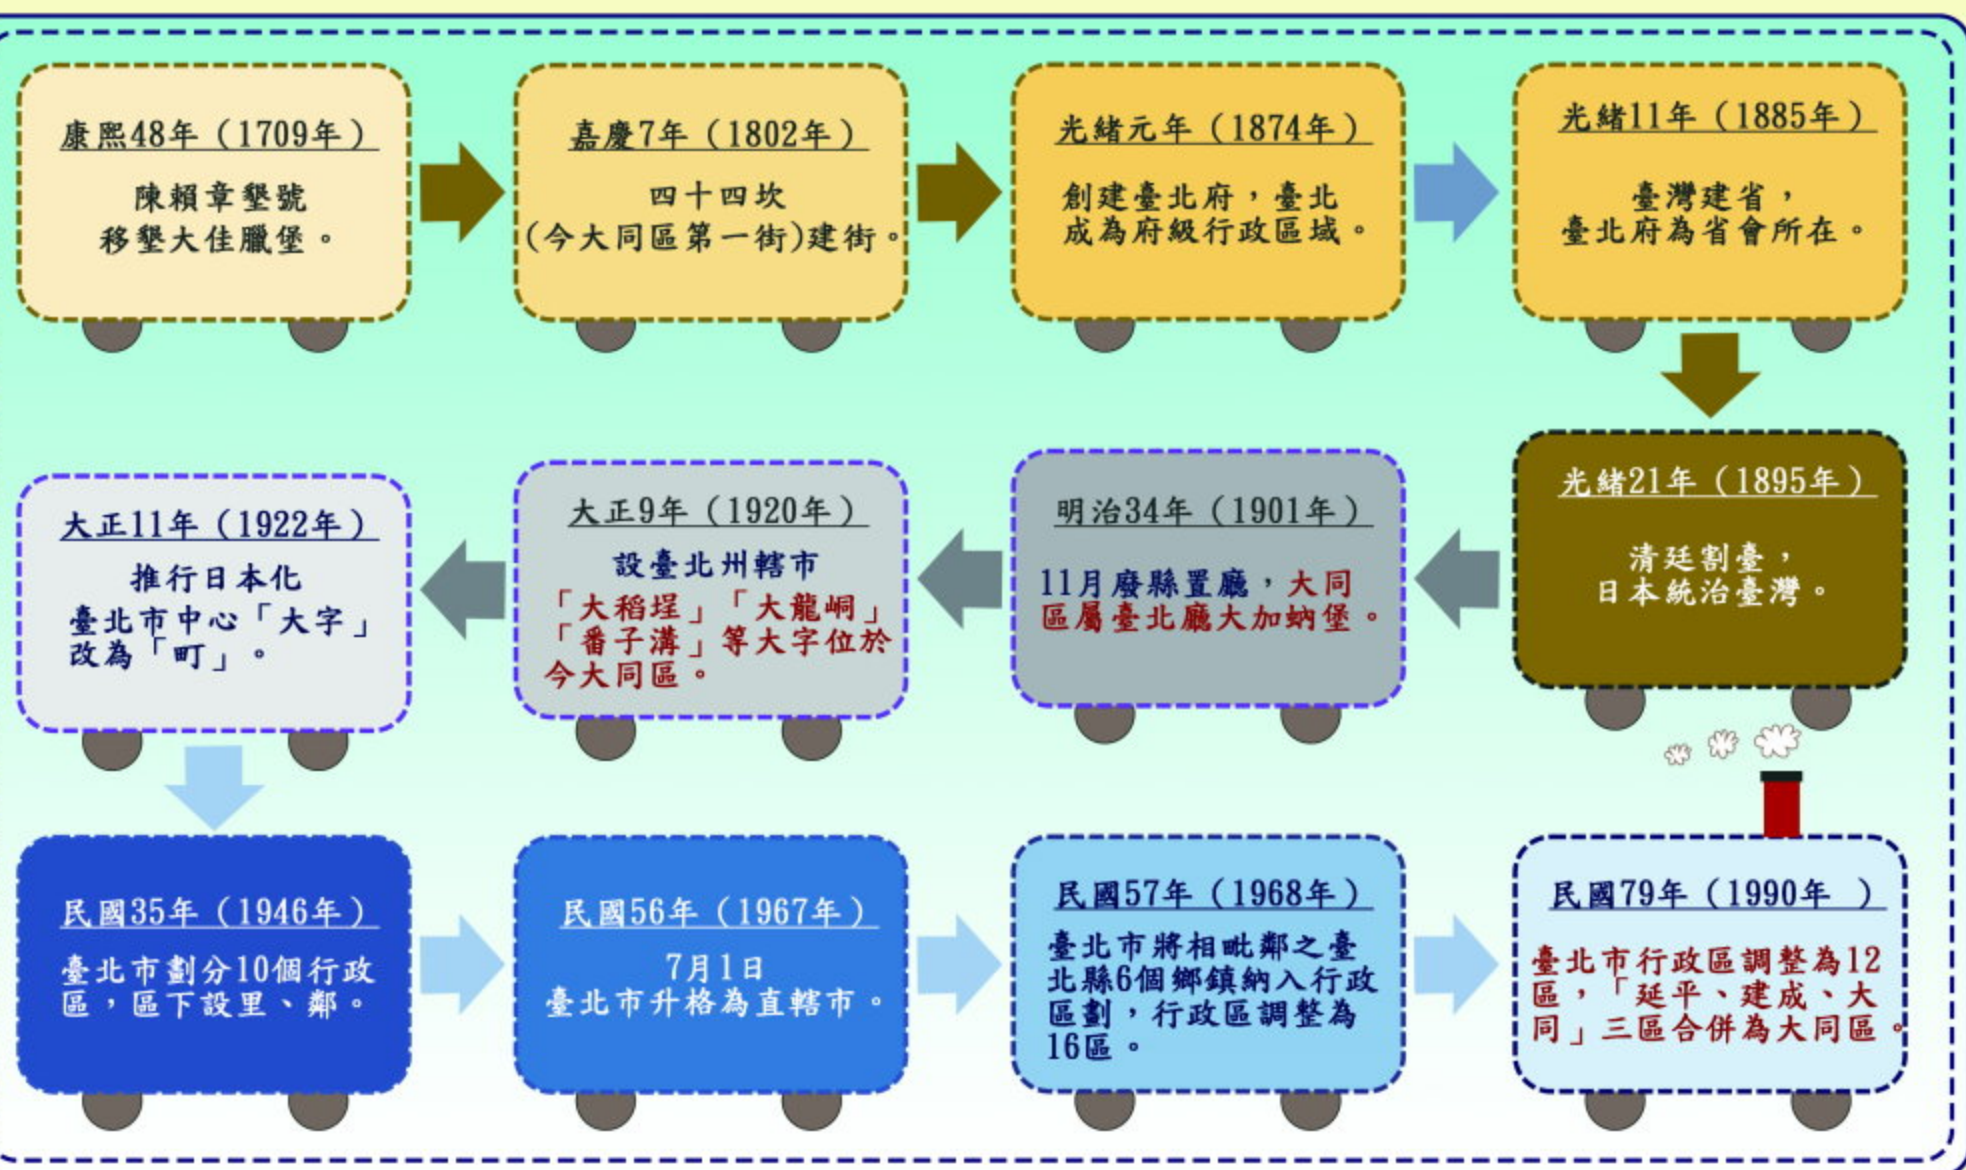 康熙48年（1709年）
陳賴章墾號
移墾大佳臘堡。
嘉慶7年（1802年）
四十四坎
(今大同區第一街)建街。
光緒元年（1874年）
創建臺北府，臺北
成為府級行政區域。
光緒11年（1885年）
臺灣建省，
臺北府為省會所在。
光緒21年（1895年）
清廷割臺，
日本統治臺灣。
明治34年（1901年）
11月廢縣置廳，大同
區屬臺北廳大加蚋堡。
大正9年（1920年）
設臺北州轄市
「大稻埕」「大龍峒」
「番子溝」等大字位於
今大同區。
大正11年（1922年）
推行日本化
臺北市中心「大字」
改為「町」。
民國35年（1946年）
臺北市劃分10個行政
區，區下設里、鄰。
民國56年（1967年）
7月1日
臺北市升格為直轄市。
民國57年（1968年）
臺北市將相毗鄰之臺
北縣6個鄉鎮納入行政
區劃，行政區調整為
16區。
民國79年（1990年 ）
臺北市行政區調整為12
區，「延平、建成、大
同」三區合併為大同區。